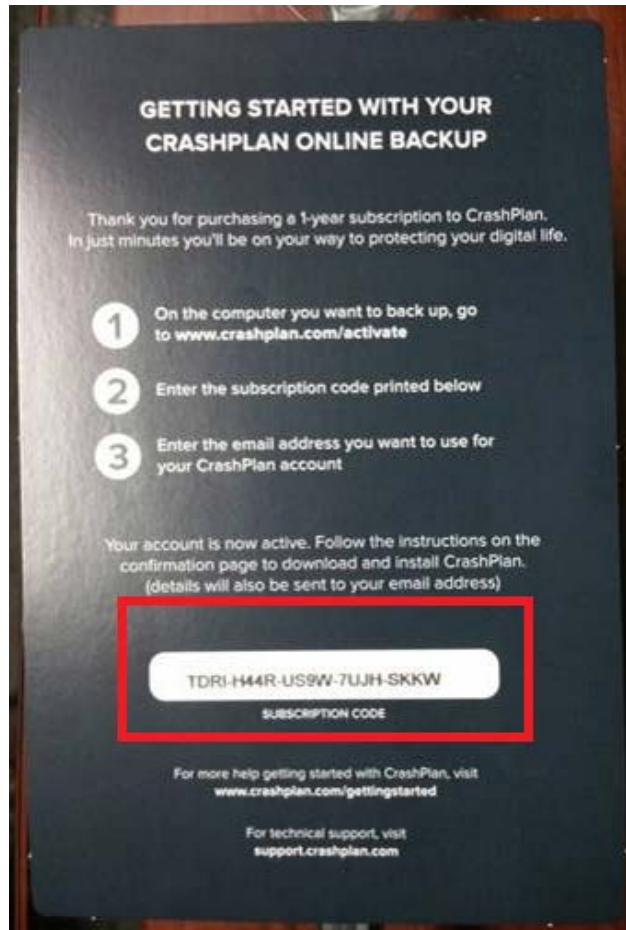 GETTING STARTED WITH YOUR
CRASHPLAN ONLINE BACKUP
Thank you for purchasing a 1-year subscription to CrashPlan.
In just minutes you'll be on your way to protecting your digital life.
1 On the computer you want to back up, go
to www.crashplan.com/activate
2 Enter the subscription code printed below
3 Enter the email address you want to use for
your CrashPlan account
Your account is now active. Follow the instructions on the
confirmation page to download and install CrashPlan.
(details will also be sent to your email address)
TDRI-H44R-US9W-7UJH-SKKW
SUBSCRIPTION CODE
For more help getting started with CrashPlan, visit
www.crashplan.com/gettingstarted
For technical support, visit
support.crashplan.com